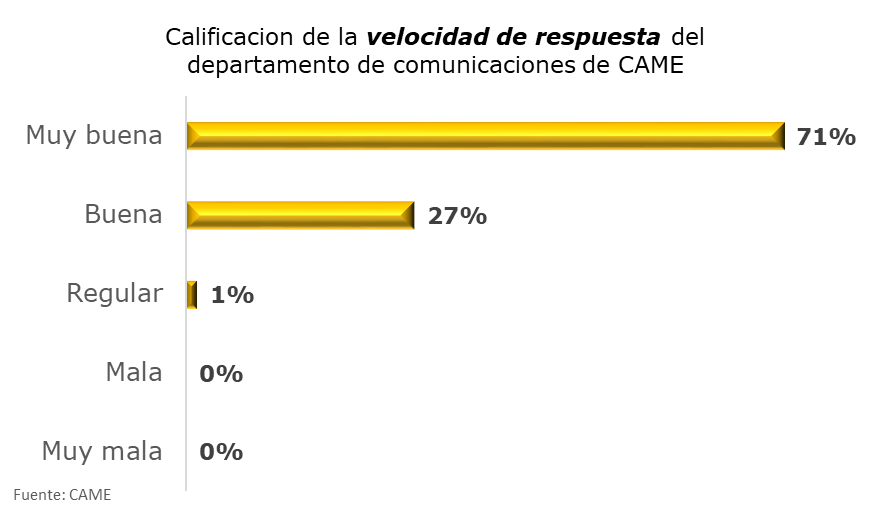 Calificacion de la velocidad de respuesta del
departamento de comunicaciones de CAME
Muy buena 71%
Buena 27%
Regular 1%
Mala 0%
Muy mala 0%
Fuente: CAME